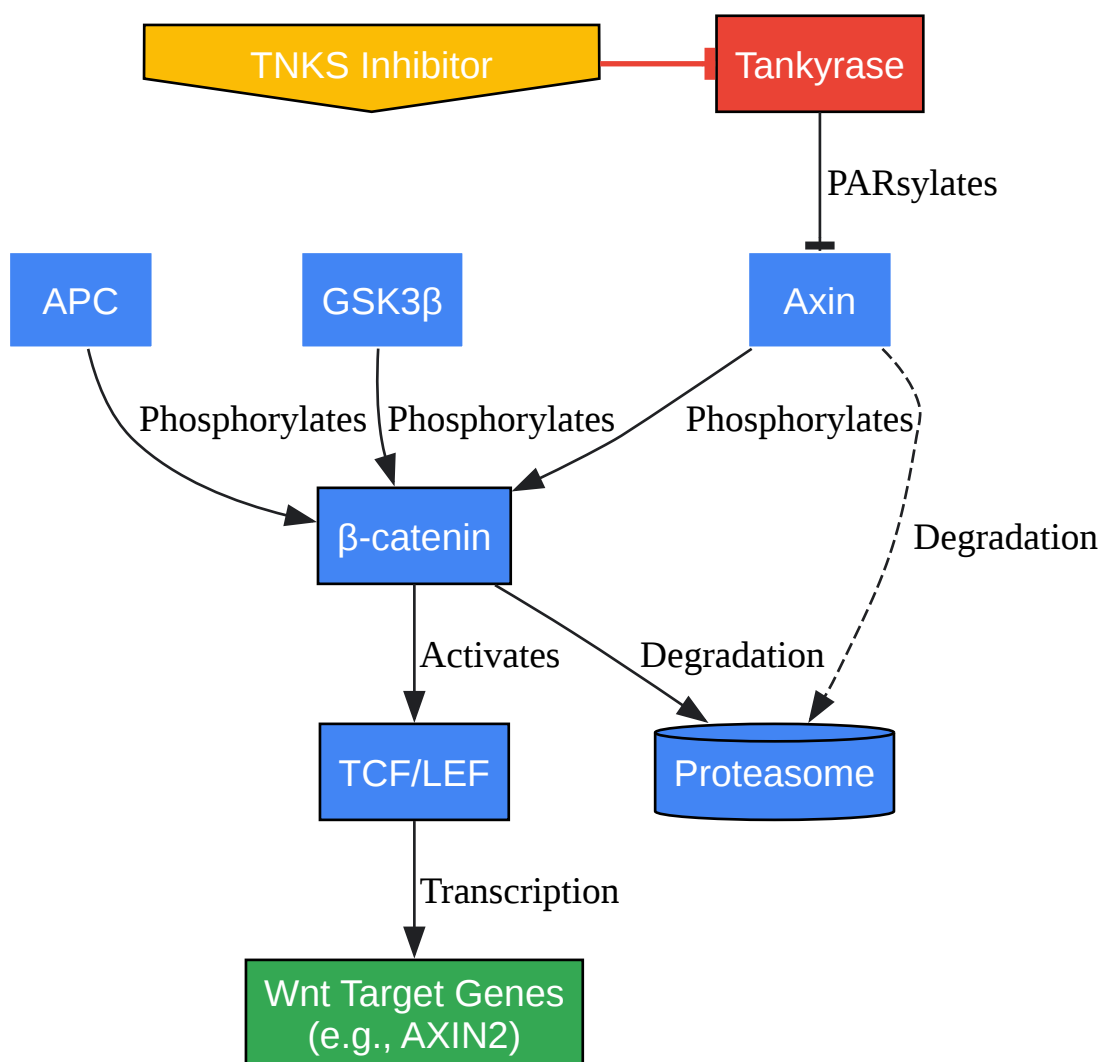 TNKS Inhibitor
Tankyrase
PARsylates
APC
GSK3β
Axin
Phosphorylates
Phosphorylates
Phosphorylates
β-catenin
Degradation
Activates
Degradation
TCF/LEF
Proteasome
Transcription
Wnt Target Genes
(e.g., AXIN2)